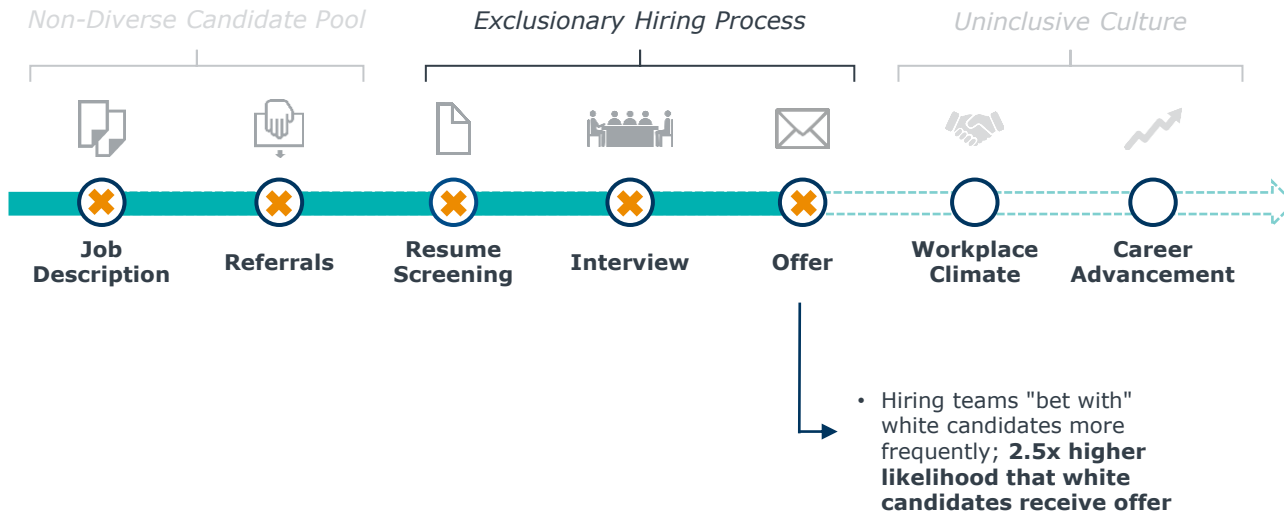 Non-Diverse Candidate Pool
Exclusionary Hiring Process
Uninclusive Culture
Job
Description
Referrals
Resume
Screening
Interview
Offer
Workplace
Climate
Career
Advancement
• Hiring teams "bet with"
white candidates more
frequently; 2.5x higher
likelihood that white
candidates receive offer